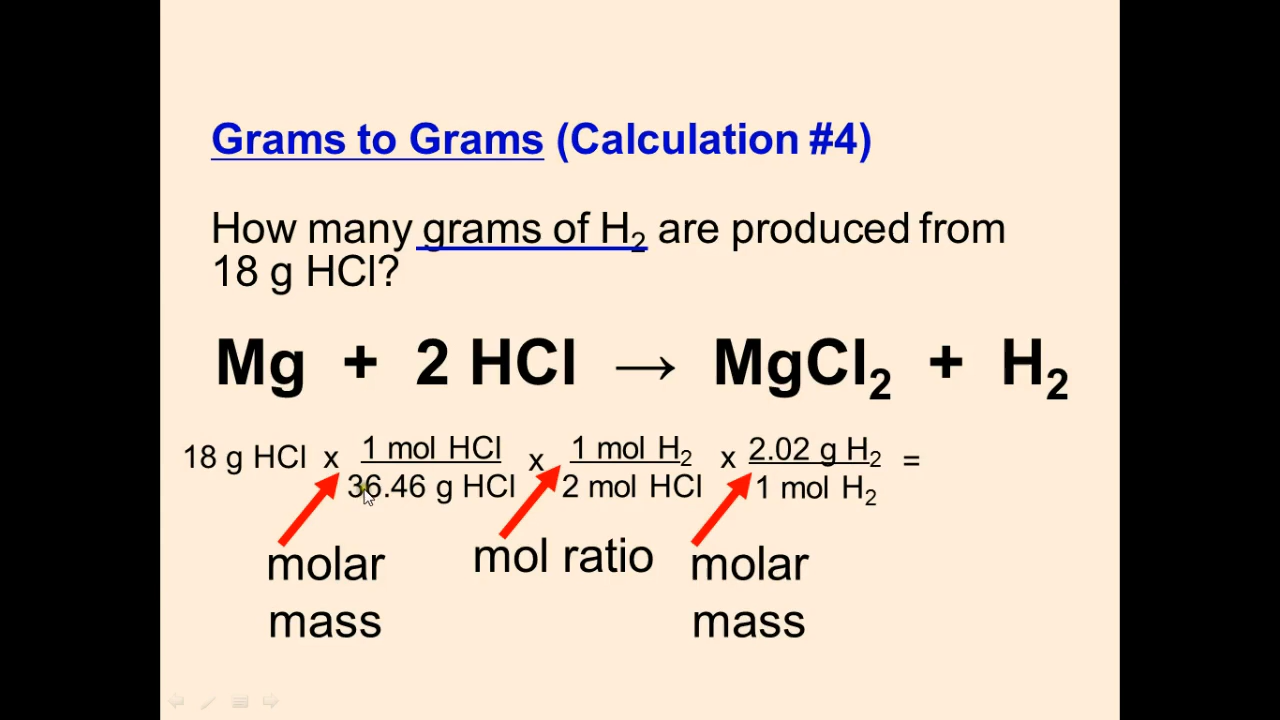 Grams to Grams (Calculation #4)
How many grams of H₂ are produced from
18 g HCl?
Mg + 2 HCl → MgCl₂ + H₂
18 g HCl x 1 mol HCl x 1 mol H₂ x 2.02 g H₂ =
36.46 g HCl 2 mol HCl 1 mol H₂
molar mol ratio molar
mass mass